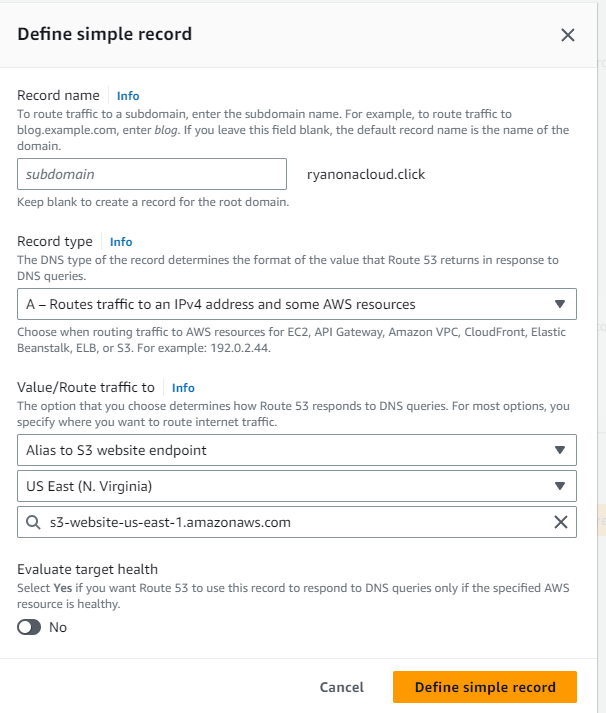 Define simple record
Record name Info
To route traffic to a subdomain, enter the subdomain name. For example, to route traffic to
blog.example.com, enter blog. If you leave this field blank, the default record name is the name of the
domain.
subdomain ryanonacloud.click
Keep blank to create a record for the root domain.
Record type Info
The DNS type of the record determines the format of the value that Route 53 returns in response to
DNS queries.
A – Routes traffic to an IPv4 address and some AWS resources
Choose when routing traffic to AWS resources for EC2, API Gateway, Amazon VPC, CloudFront, Elastic
Beanstalk, ELB, or S3. For example: 192.0.2.44.
Value/Route traffic to Info
The option that you choose determines how Route 53 responds to DNS queries. For most options, you
specify where you want to route internet traffic.
Alias to S3 website endpoint
US East (N. Virginia)
s3-website-us-east-1.amazonaws.com
Evaluate target health
Select Yes if you want Route 53 to use this record to respond to DNS queries only if the specified AWS
resource is healthy.
No
Cancel Define simple record